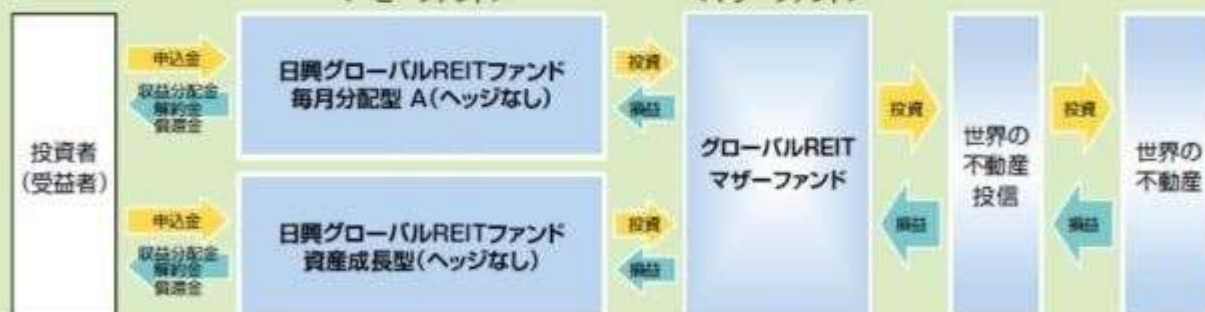 投資者
(受益者)
申込金
収益分配金
解約金
償還金
日興グローバルREITファンド
毎月分配型 A(ヘッジなし)
投資
損益
申込金
収益分配金
解約金
償還金
日興グローバルREITファンド
資産成長型(ヘッジなし)
投資
損益
グローバルREIT
マザーファンド
投資
損益
世界の
不動産
投信
投資
損益
世界の
不動産